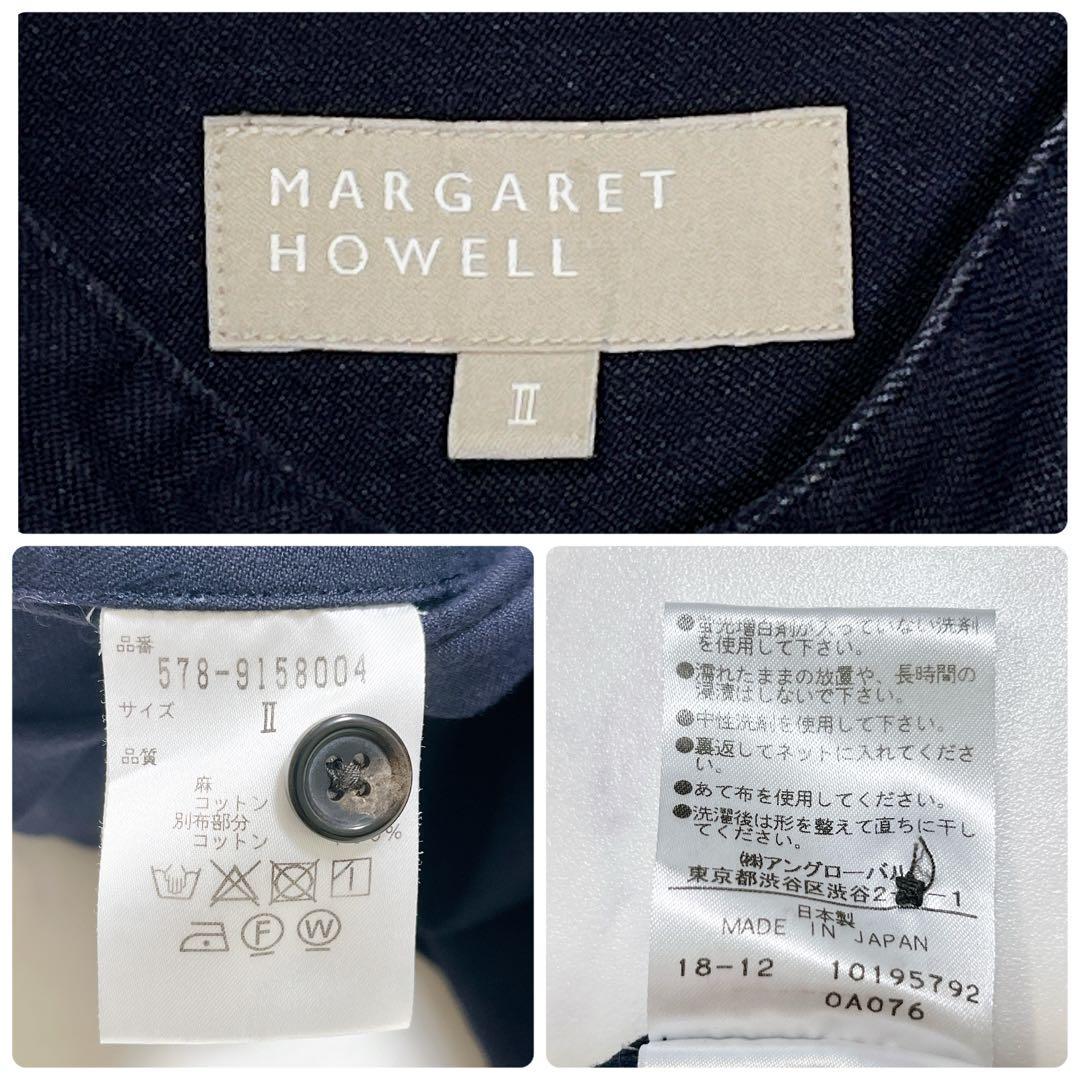 MARGARET
HOWELL
II
品番
578-9158004
サイズ
II
品質
麻
コットン
別布部分
コットン %
F W
●蛍光増白剤が入っていない洗剤
を使用して下さい。
●濡れたままの放置や、長時間の
浸漬はしないで下さい。
●中性洗剤を使用して下さい。
●裏返してネットに入れてくださ
い。
●あて布を使用してください。
●洗濯後は形を整えて直ちに干し
てください。
㈱アングローバル
東京都渋谷区渋谷2- -1
日本製
MADE IN JAPAN
18-12 10195792
0A076